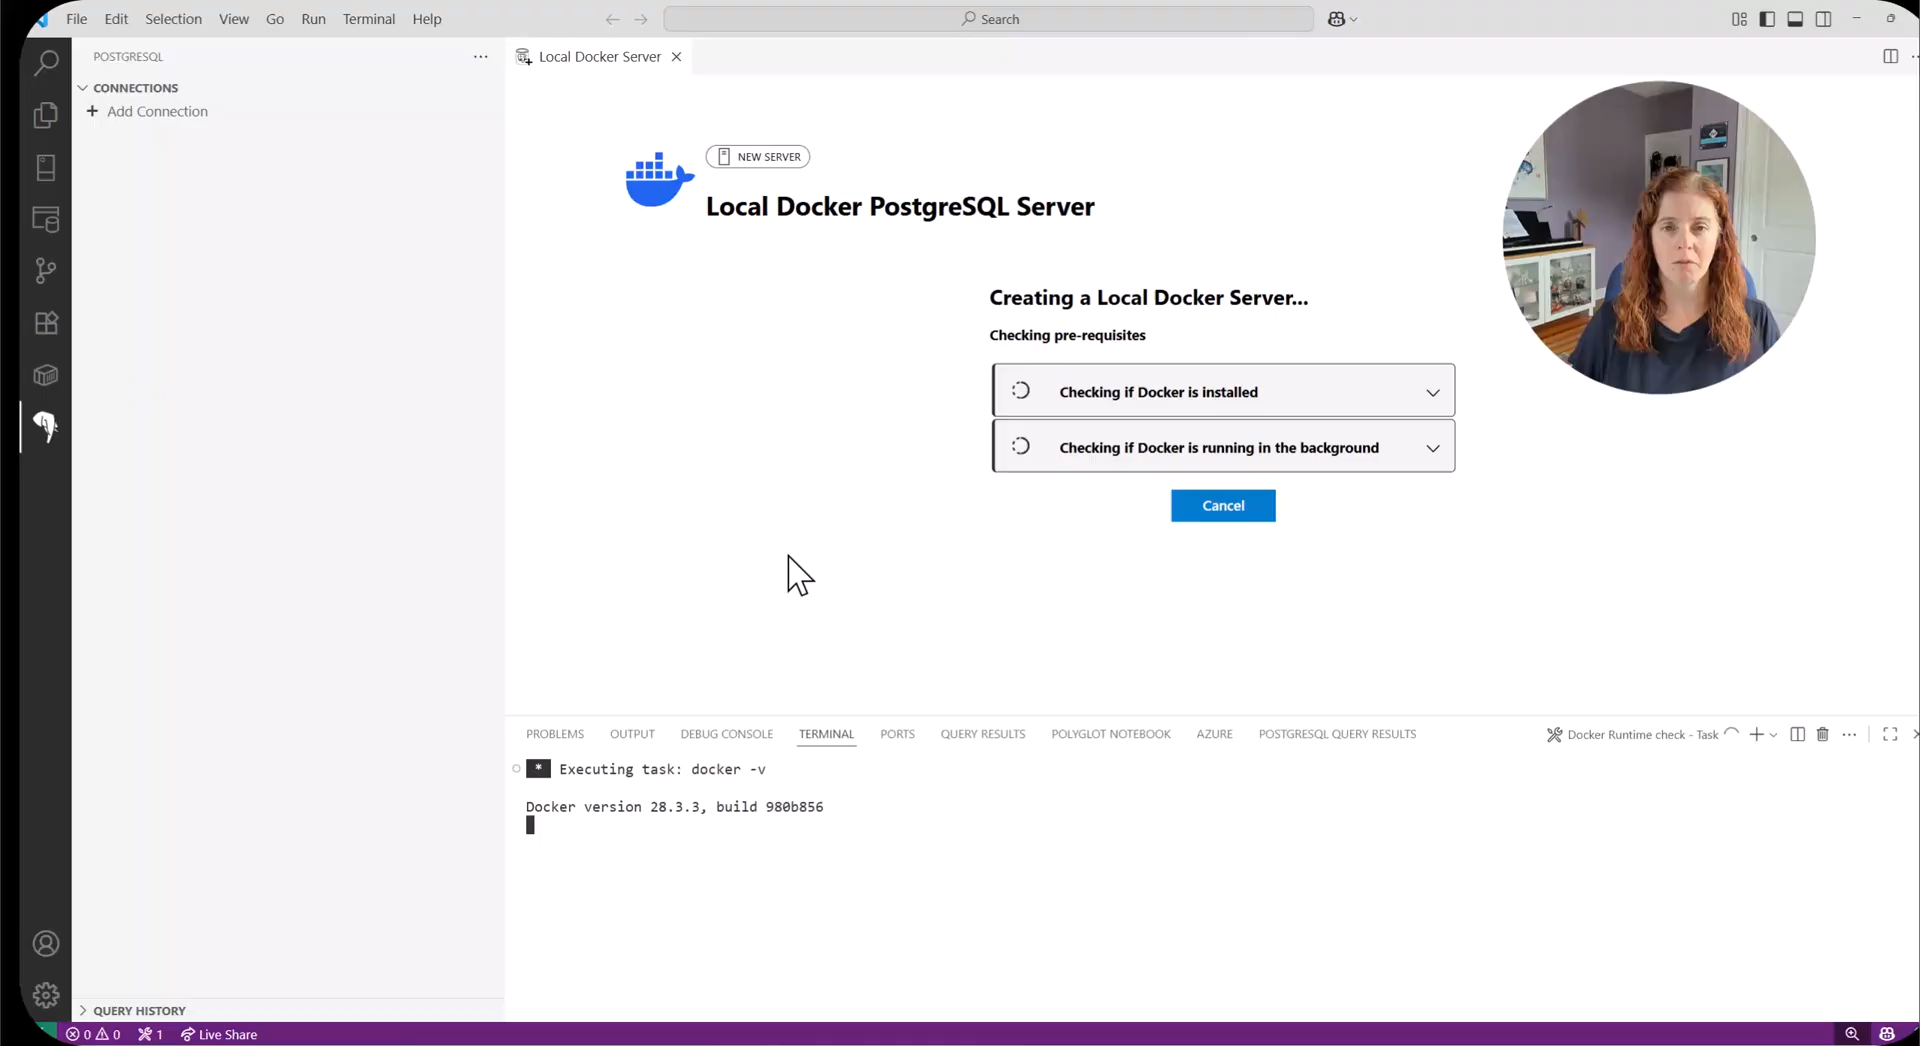 File Edit Selection View Go Run Terminal Help
Search
POSTGRESQL
Local Docker Server
CONNECTIONS
Add Connection
NEW SERVER
Local Docker PostgreSQL Server
Creating a Local Docker Server...
Checking pre-requisites
Checking if Docker is installed
Checking if Docker is running in the background
Cancel
PROBLEMS OUTPUT DEBUG CONSOLE TERMINAL PORTS QUERY RESULTS POLYGLOT NOTEBOOK AZURE POSTGRESQL QUERY RESULTS
Docker Runtime check - Task
* Executing task: docker -v
Docker version 28.3.3, build 980b856
QUERY HISTORY
0 0 1 Live Share